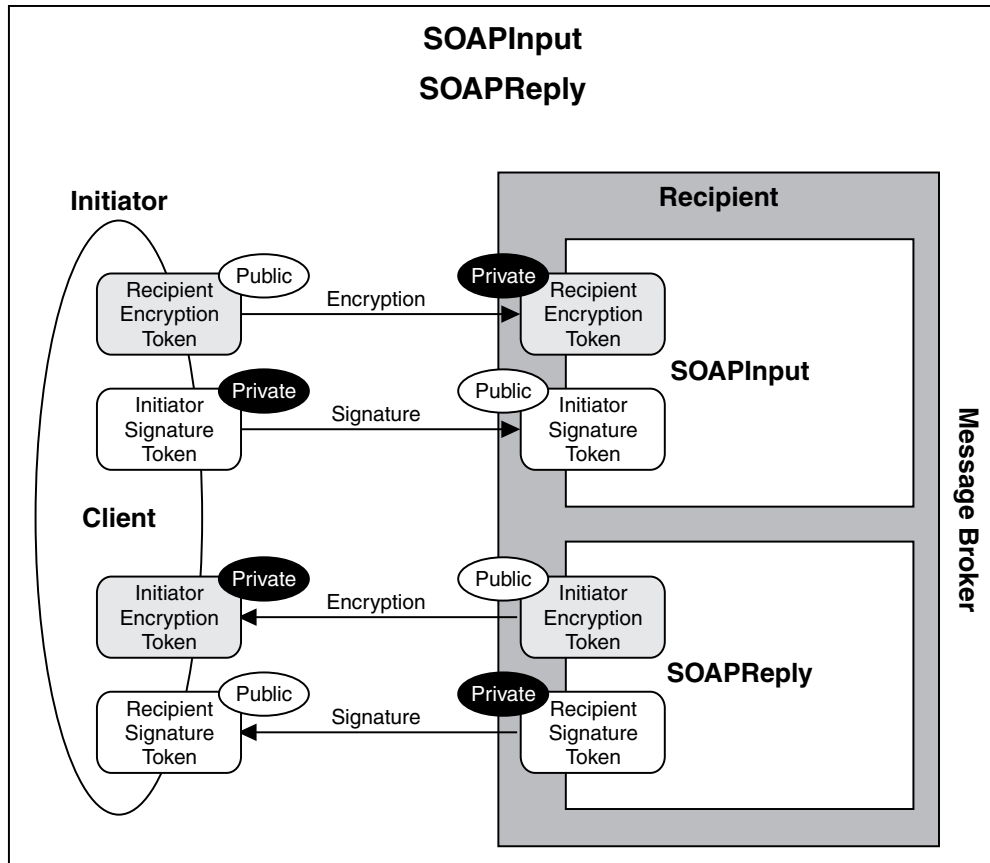 SOAPInput
SOAPReply
Initiator
Recipient
Public
Private
Recipient
Encryption
Token
Encryption
Recipient
Encryption
Token
SOAPInput
Private
Public
Initiator
Signature
Token
Signature
Initiator
Signature
Token
Message Broker
Client
Private
Public
Initiator
Encryption
Token
Encryption
Initiator
Encryption
Token
SOAPReply
Public
Private
Recipient
Signature
Token
Signature
Recipient
Signature
Token